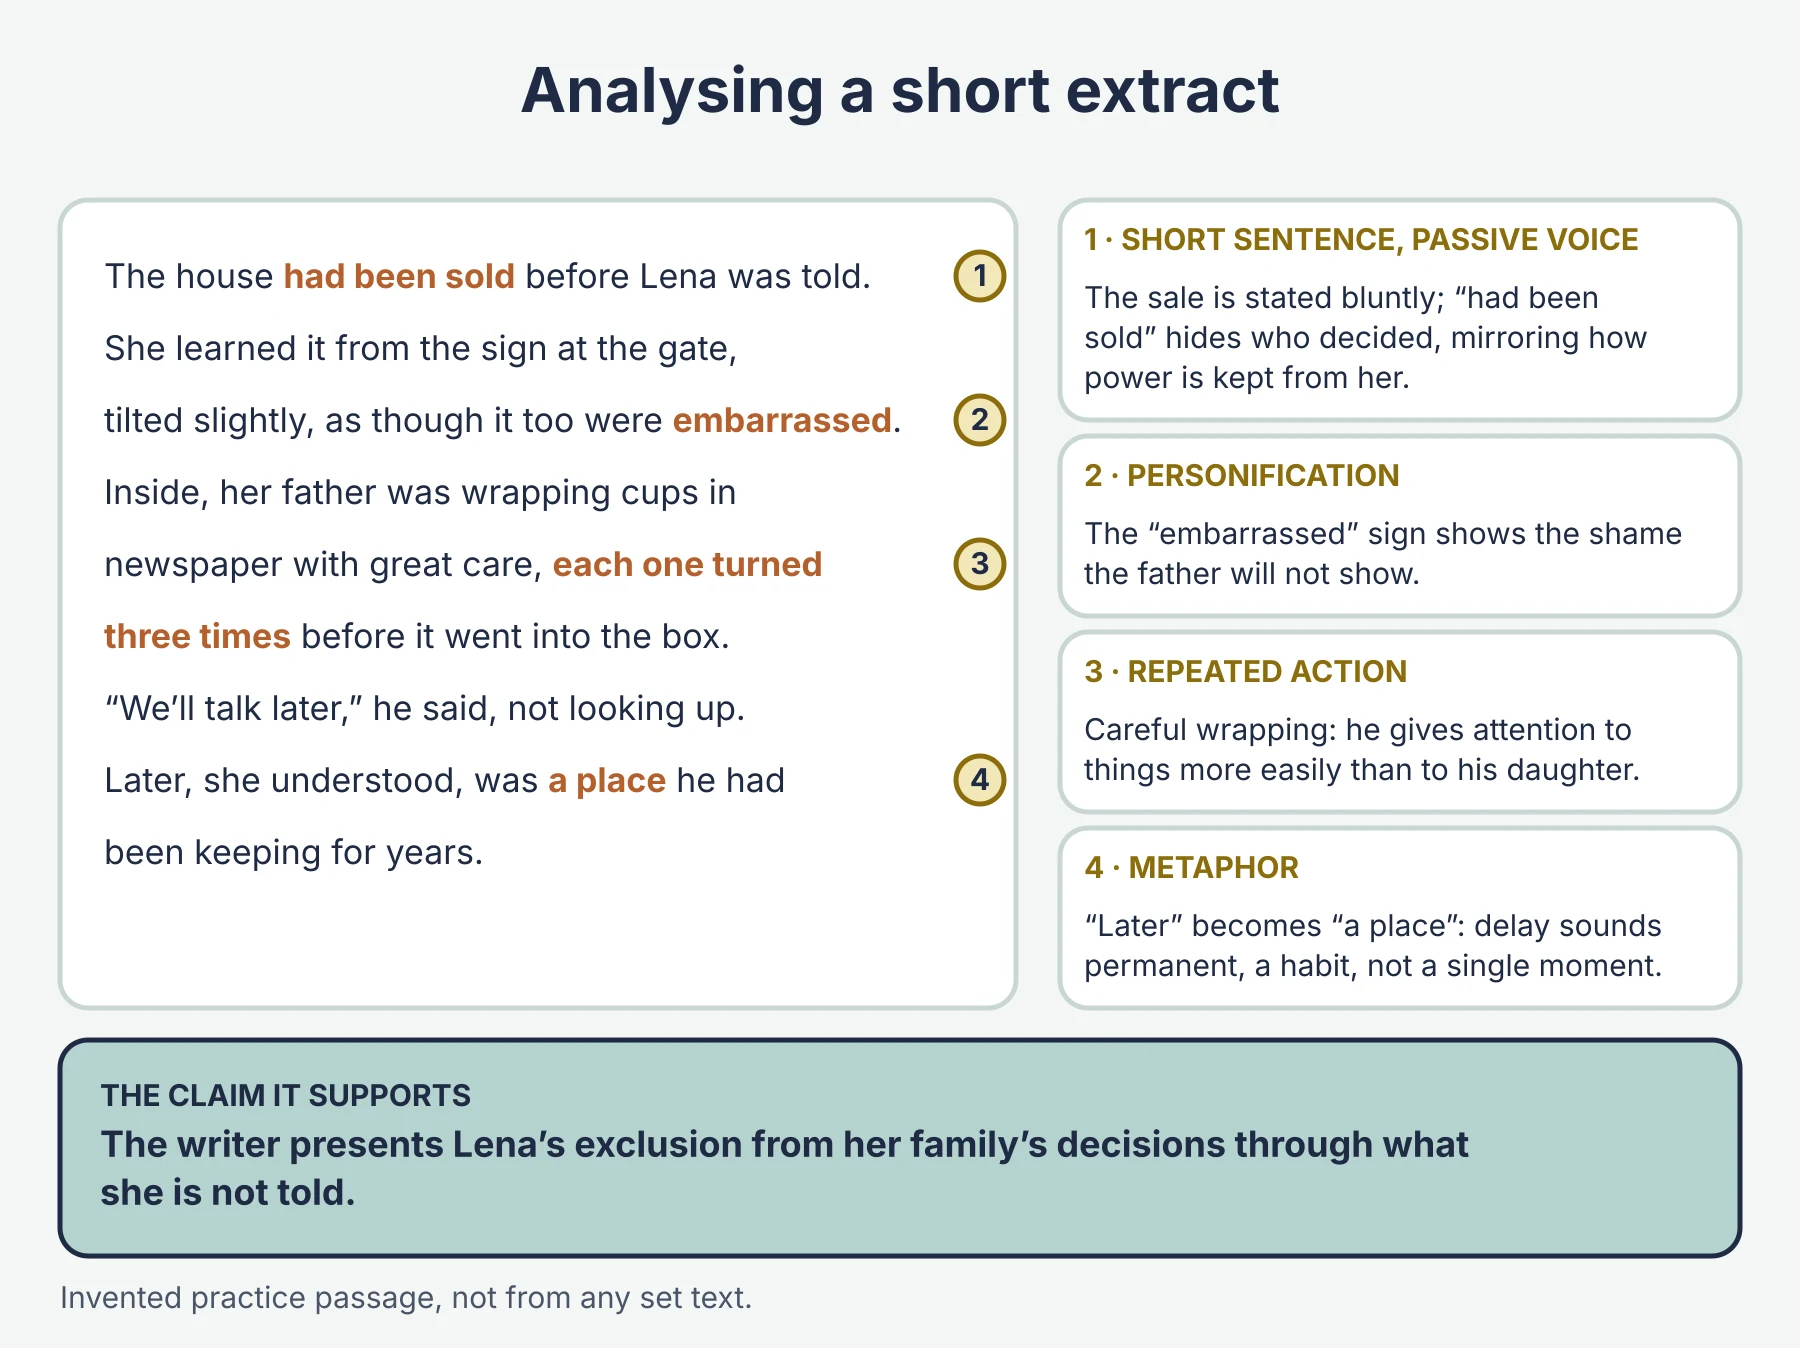 Analysing a short extract
The house had been sold before Lena was told.
1
She learned it from the sign at the gate,
tilted slightly, as though it too were embarrassed.
2
Inside, her father was wrapping cups in
newspaper with great care, each one turned
3
three times before it went into the box.
“We’ll talk later,” he said, not looking up.
Later, she understood, was a place he had
4
been keeping for years.
1 · SHORT SENTENCE, PASSIVE VOICE
The sale is stated bluntly; “had been
sold” hides who decided, mirroring how
power is kept from her.
2 · PERSONIFICATION
The “embarrassed” sign shows the shame
the father will not show.
3 · REPEATED ACTION
Careful wrapping: he gives attention to
things more easily than to his daughter.
4 · METAPHOR
“Later” becomes “a place”: delay sounds
permanent, a habit, not a single moment.
THE CLAIM IT SUPPORTS
The writer presents Lena’s exclusion from her family’s decisions through what
she is not told.
Invented practice passage, not from any set text.